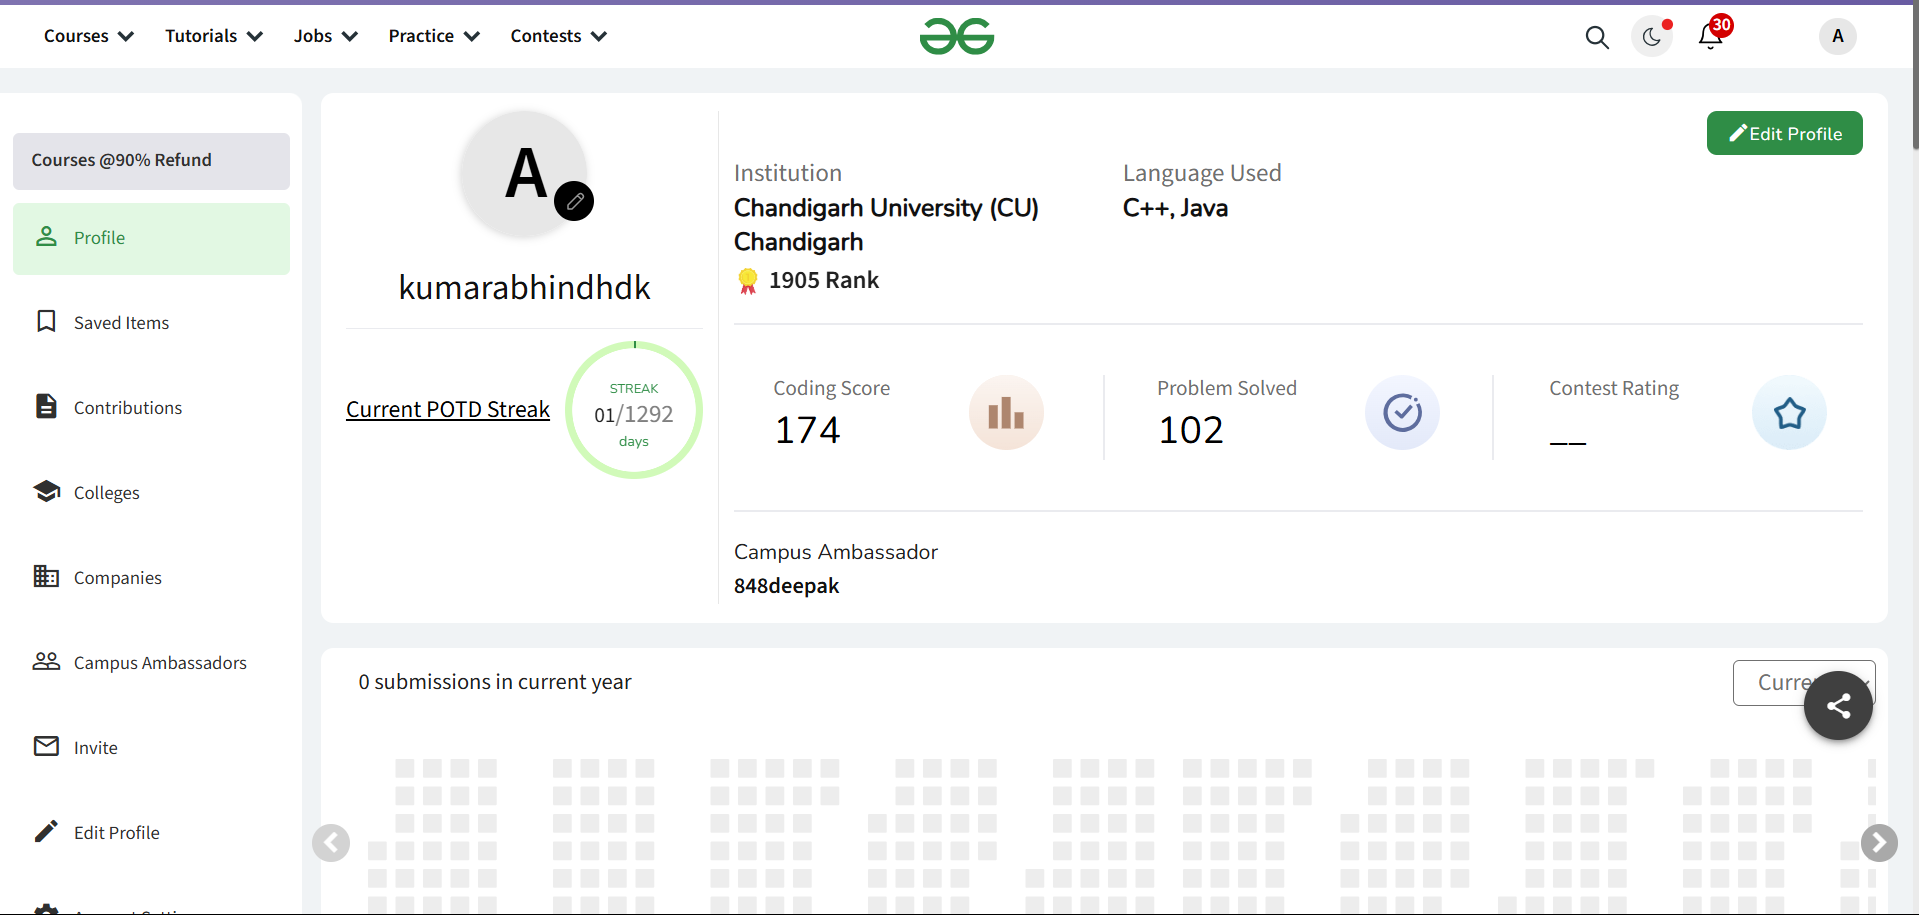 Courses Tutorials Jobs Practice Contests
30
A
Courses @90% Refund
Profile
Saved Items
Contributions
Colleges
Companies
Campus Ambassadors
Invite
Edit Profile
A
kumarabhindhdk
Current POTD Streak
STREAK
01/1292
days
Institution
Chandigarh University (CU)
Chandigarh
1905 Rank
Language Used
C++, Java
Edit Profile
Coding Score
174
Problem Solved
102
Contest Rating
__
Campus Ambassador
848deepak
0 submissions in current year